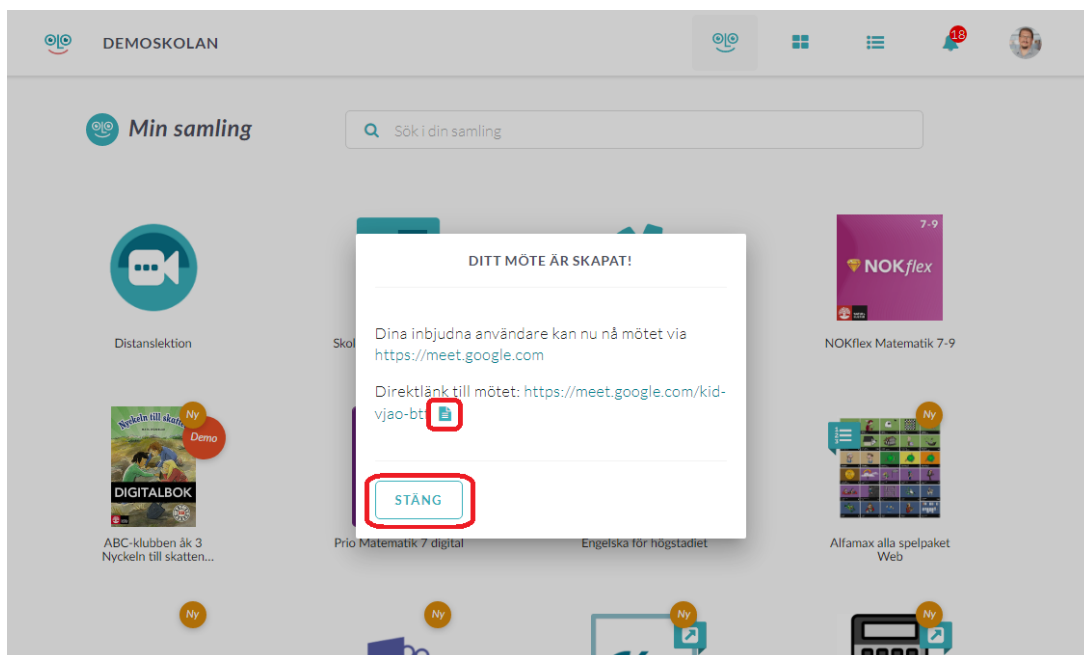 DEMOSKOLAN
18
Min samling
Sök i din samling
7-9
NOKflex
DITT MÖTE ÄR SKAPAT!
Dina inbjudna användare kan nu nå mötet via
https://meet.google.com
Direktlänk till mötet: https://meet.google.com/kid-
vjao-bt
STÄNG
Distanslektion
Skol
NOKflex Matematik 7-9
Nyckeln till skatten
Ny
Demo
DIGITALBOK
Ny
ABC-klubben åk 3
Nyckeln till skatten...
Prio Matematik 7 digital
Engelska för högstadiet
Alfamax alla spelpaket
Web
Ny
Ny
Ny
Ny